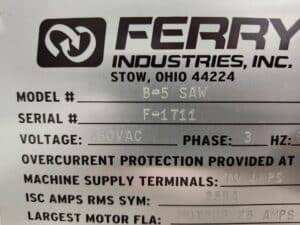 FERRY
INDUSTRIES, INC.
STOW, OHIO 44224
MODEL # B-5 SAW
SERIAL # F-1711
VOLTAGE: PHASE: 3 HZ:
OVERCURRENT PROTECTION PROVIDED AT
MACHINE SUPPLY TERMINALS: AMPS
ISC AMPS RMS SYM:
LARGEST MOTOR FLA: AMPS